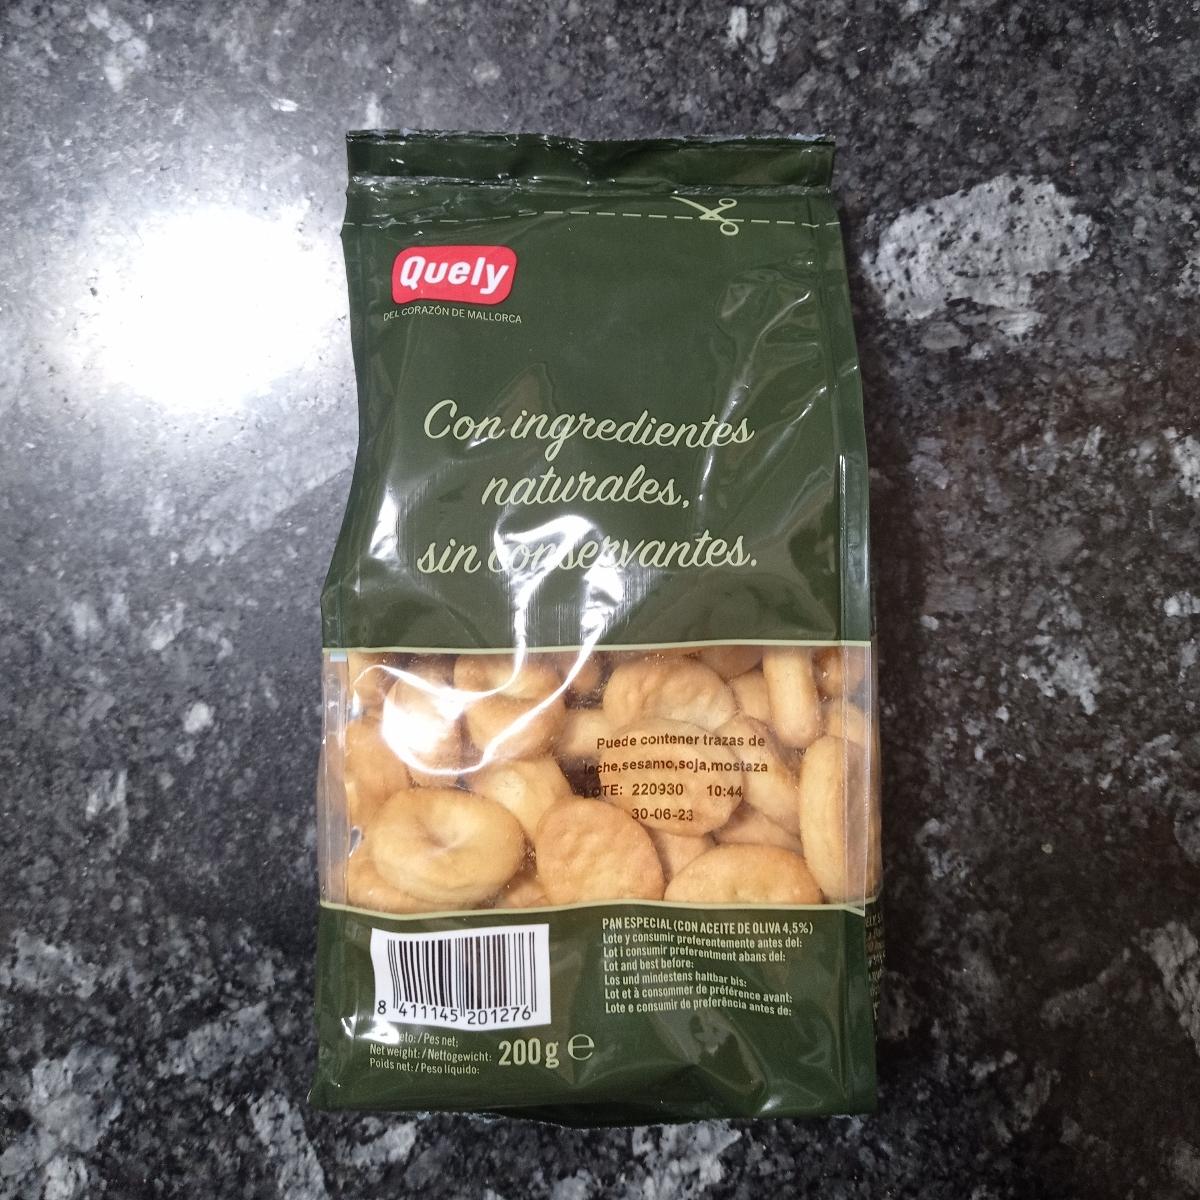 Quely
DEL CORAZÓN DE MALLORCA
Con ingredientes
naturales,
sin conservantes.
Puede contener trazas de
leche,sesamo,soja,mostaza
LOTE: 220930 10:44
30-06-23
PAN ESPECIAL (CON ACEITE DE OLIVA 4,5%)
Lote y consumir preferentemente antes del:
Lot i consumir preferentment abans del:
Lot and best before:
Los und mindestens haltbar bis:
Lot et à consommer de préférence avant:
Lote e consumir de preferência antes de:
8 411145 201276
/ Pes net:
Net weight: / Nettogewicht:
Poids net: / Peso líquido:
200 g ℮